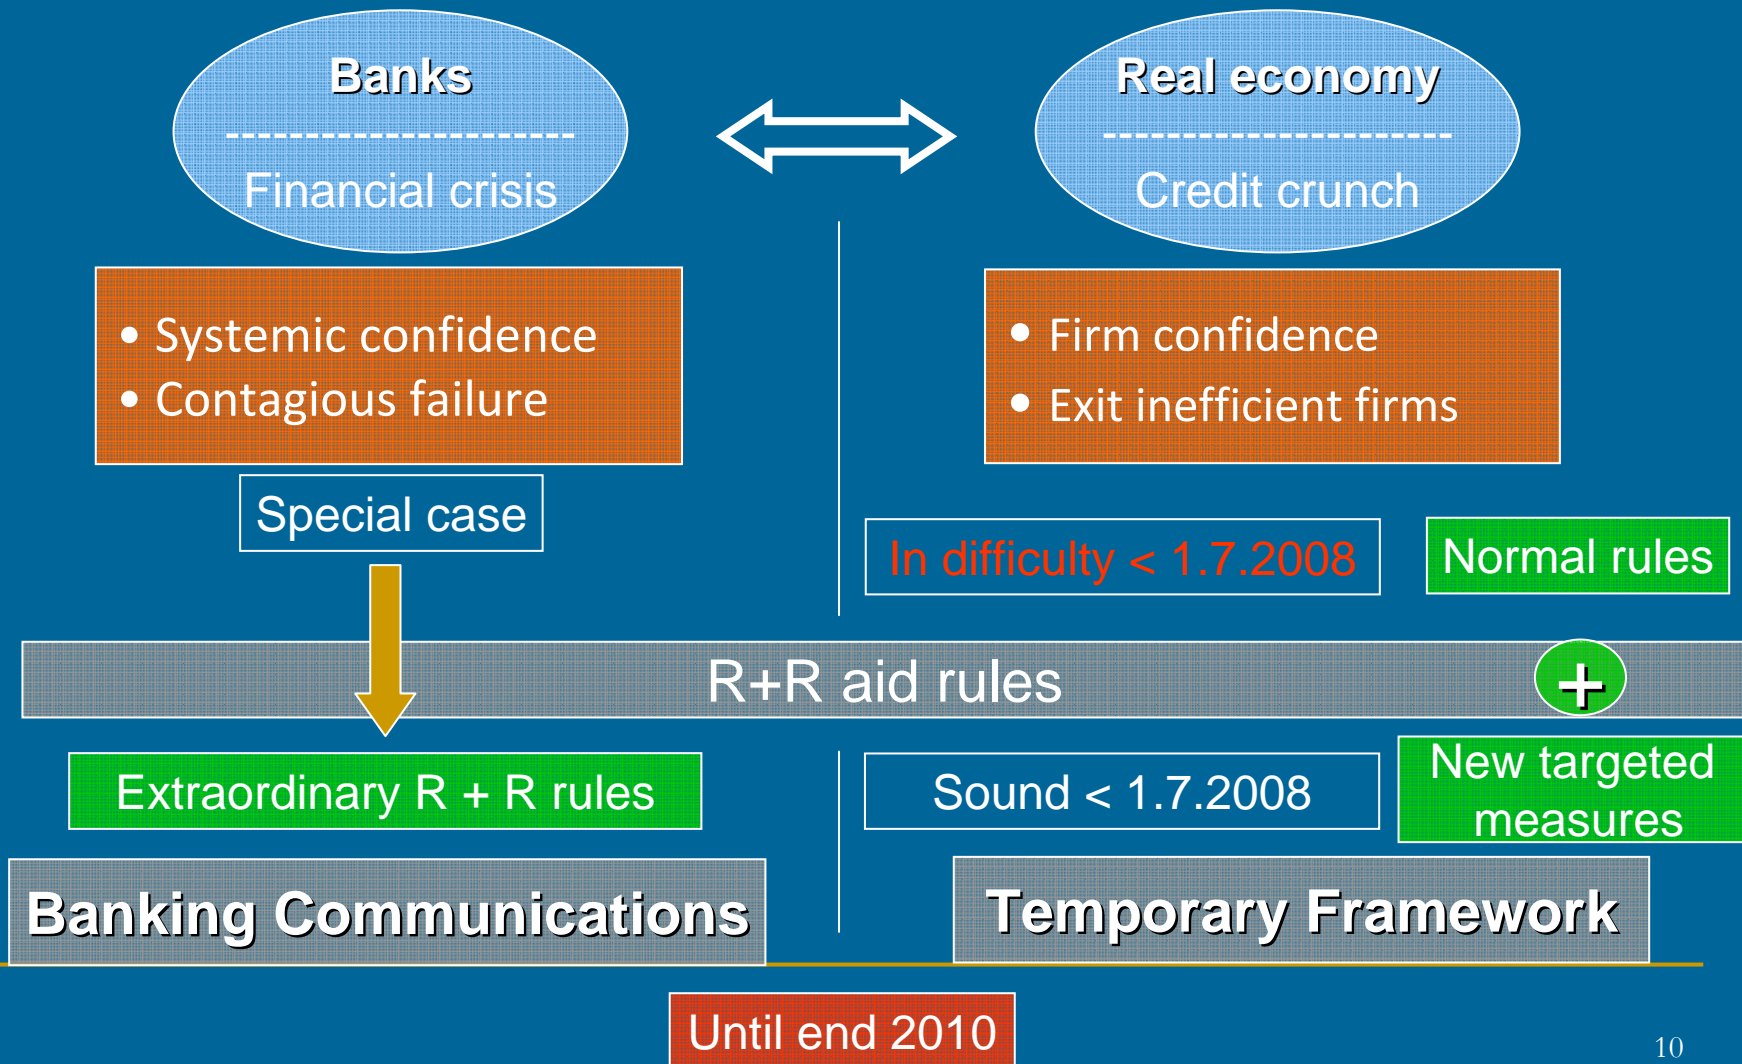 Banks
----------------------
Financial crisis
Real economy
----------------------
Credit crunch
• Systemic confidence
• Contagious failure
• Firm confidence
• Exit inefficient firms
Special case
In difficulty < 1.7.2008
Normal rules
R+R aid rules
+
Extraordinary R + R rules
Sound < 1.7.2008
New targeted
measures
Banking Communications
Temporary Framework
Until end 2010
10